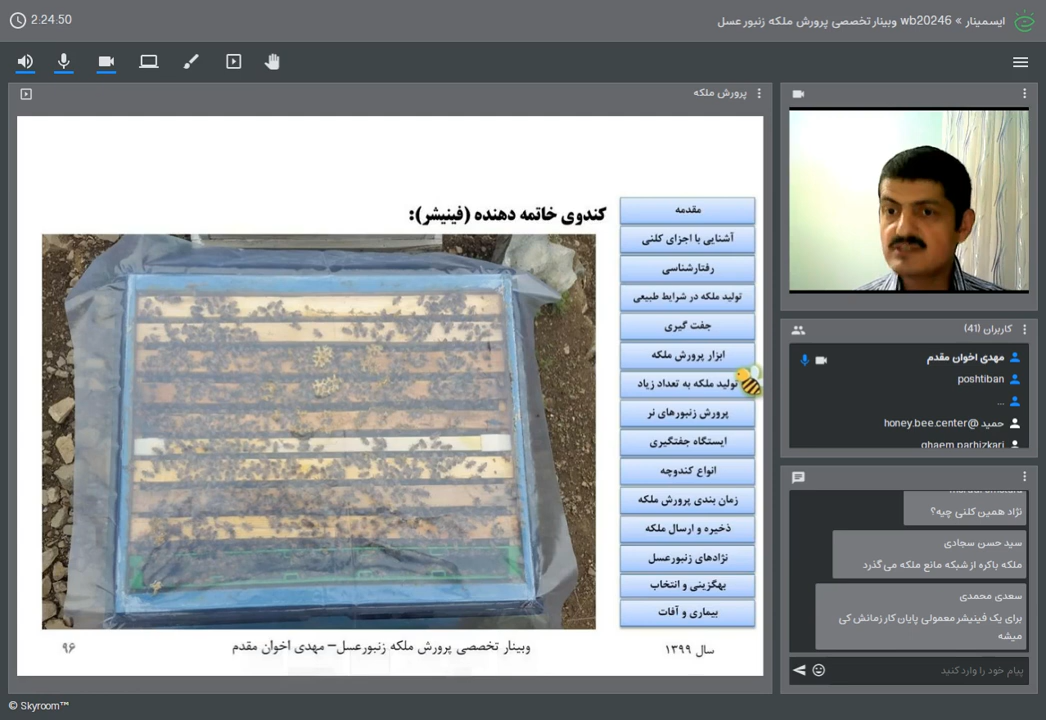 2:24:50
ایسمینار » wb20246 وبینار تخصصی پرورش ملکه زنبور عسل
پرورش ملکه
کندوی خاتمه دهنده (فینیشر):
مقدمه
آشنایی با اجزای کلنی
رفتارشناسی
تولید ملکه در شرایط طبیعی
جفت گیری
ابزار پرورش ملکه
تولید ملکه به تعداد زیاد
پرورش زنبورهای نر
ایستگاه جفتگیری
انواع کندوچه
زمان بندی پرورش ملکه
ذخیره و ارسال ملکه
نژادهای زنبورعسل
بهگزینی و انتخاب
بیماری و آفات
سال ۱۳۹۹
وبینار تخصصی پرورش ملکه زنبورعسل– مهدی اخوان مقدم
۹۶
کاربران (41)
مهدی اخوان مقدم
poshtiban
...
حمید @honey.bee.center
ghaem parhizkari
نژاد همین کلنی چیه؟
سید حسن سجادی
ملکه باکره از شبکه مانع ملکه می گذرد
سعدی محمدی
برای یک فینیشر معمولی پایان کار زمانش کی
میشه
پیام خود را وارد کنید
© Skyroom™